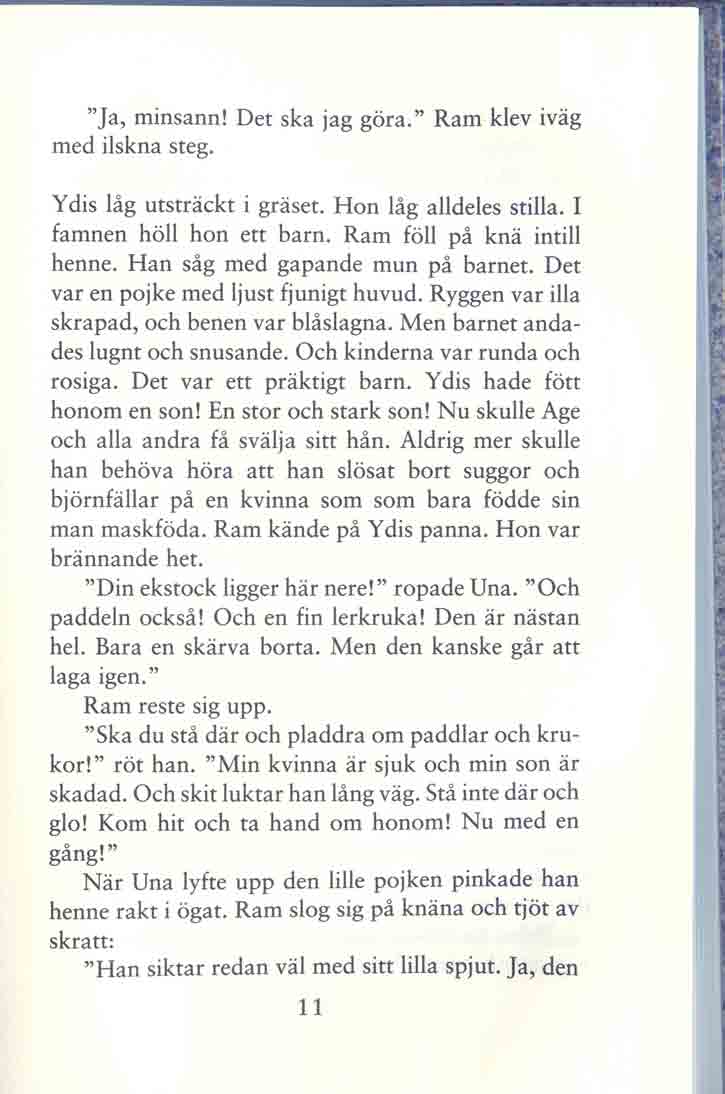 ”Ja, minsann! Det ska jag göra.” Ram klev iväg
med ilskna steg.
Ydis låg utsträckt i gräset. Hon låg alldeles stilla. I
famnen höll hon ett barn. Ram föll på knä intill
henne. Han såg med gapande mun på barnet. Det
var en pojke med ljust fjunigt huvud. Ryggen var illa
skrapad, och benen var blåslagna. Men barnet anda-
des lugnt och snusande. Och kinderna var runda och
rosiga. Det var ett präktigt barn. Ydis hade fött
honom en son! En stor och stark son! Nu skulle Age
och alla andra få svälja sitt hån. Aldrig mer skulle
han behöva höra att han slösat bort suggor och
björnfällar på en kvinna som som bara födde sin
man maskföda. Ram kände på Ydis panna. Hon var
brännande het.
”Din ekstock ligger här nere!” ropade Una. ”Och
paddeln också! Och en fin lerkruka! Den är nästan
hel. Bara en skärva borta. Men den kanske går att
laga igen.”
Ram reste sig upp.
”Ska du stå där och pladdra om paddlar och kru-
kor!” röt han. ”Min kvinna är sjuk och min son är
skadad. Och skit luktar han lång väg. Stå inte där och
glo! Kom hit och ta hand om honom! Nu med en
gång!”
När Una lyfte upp den lille pojken pinkade han
henne rakt i ögat. Ram slog sig på knäna och tjöt av
skratt:
”Han siktar redan väl med sitt lilla spjut. Ja, den
11